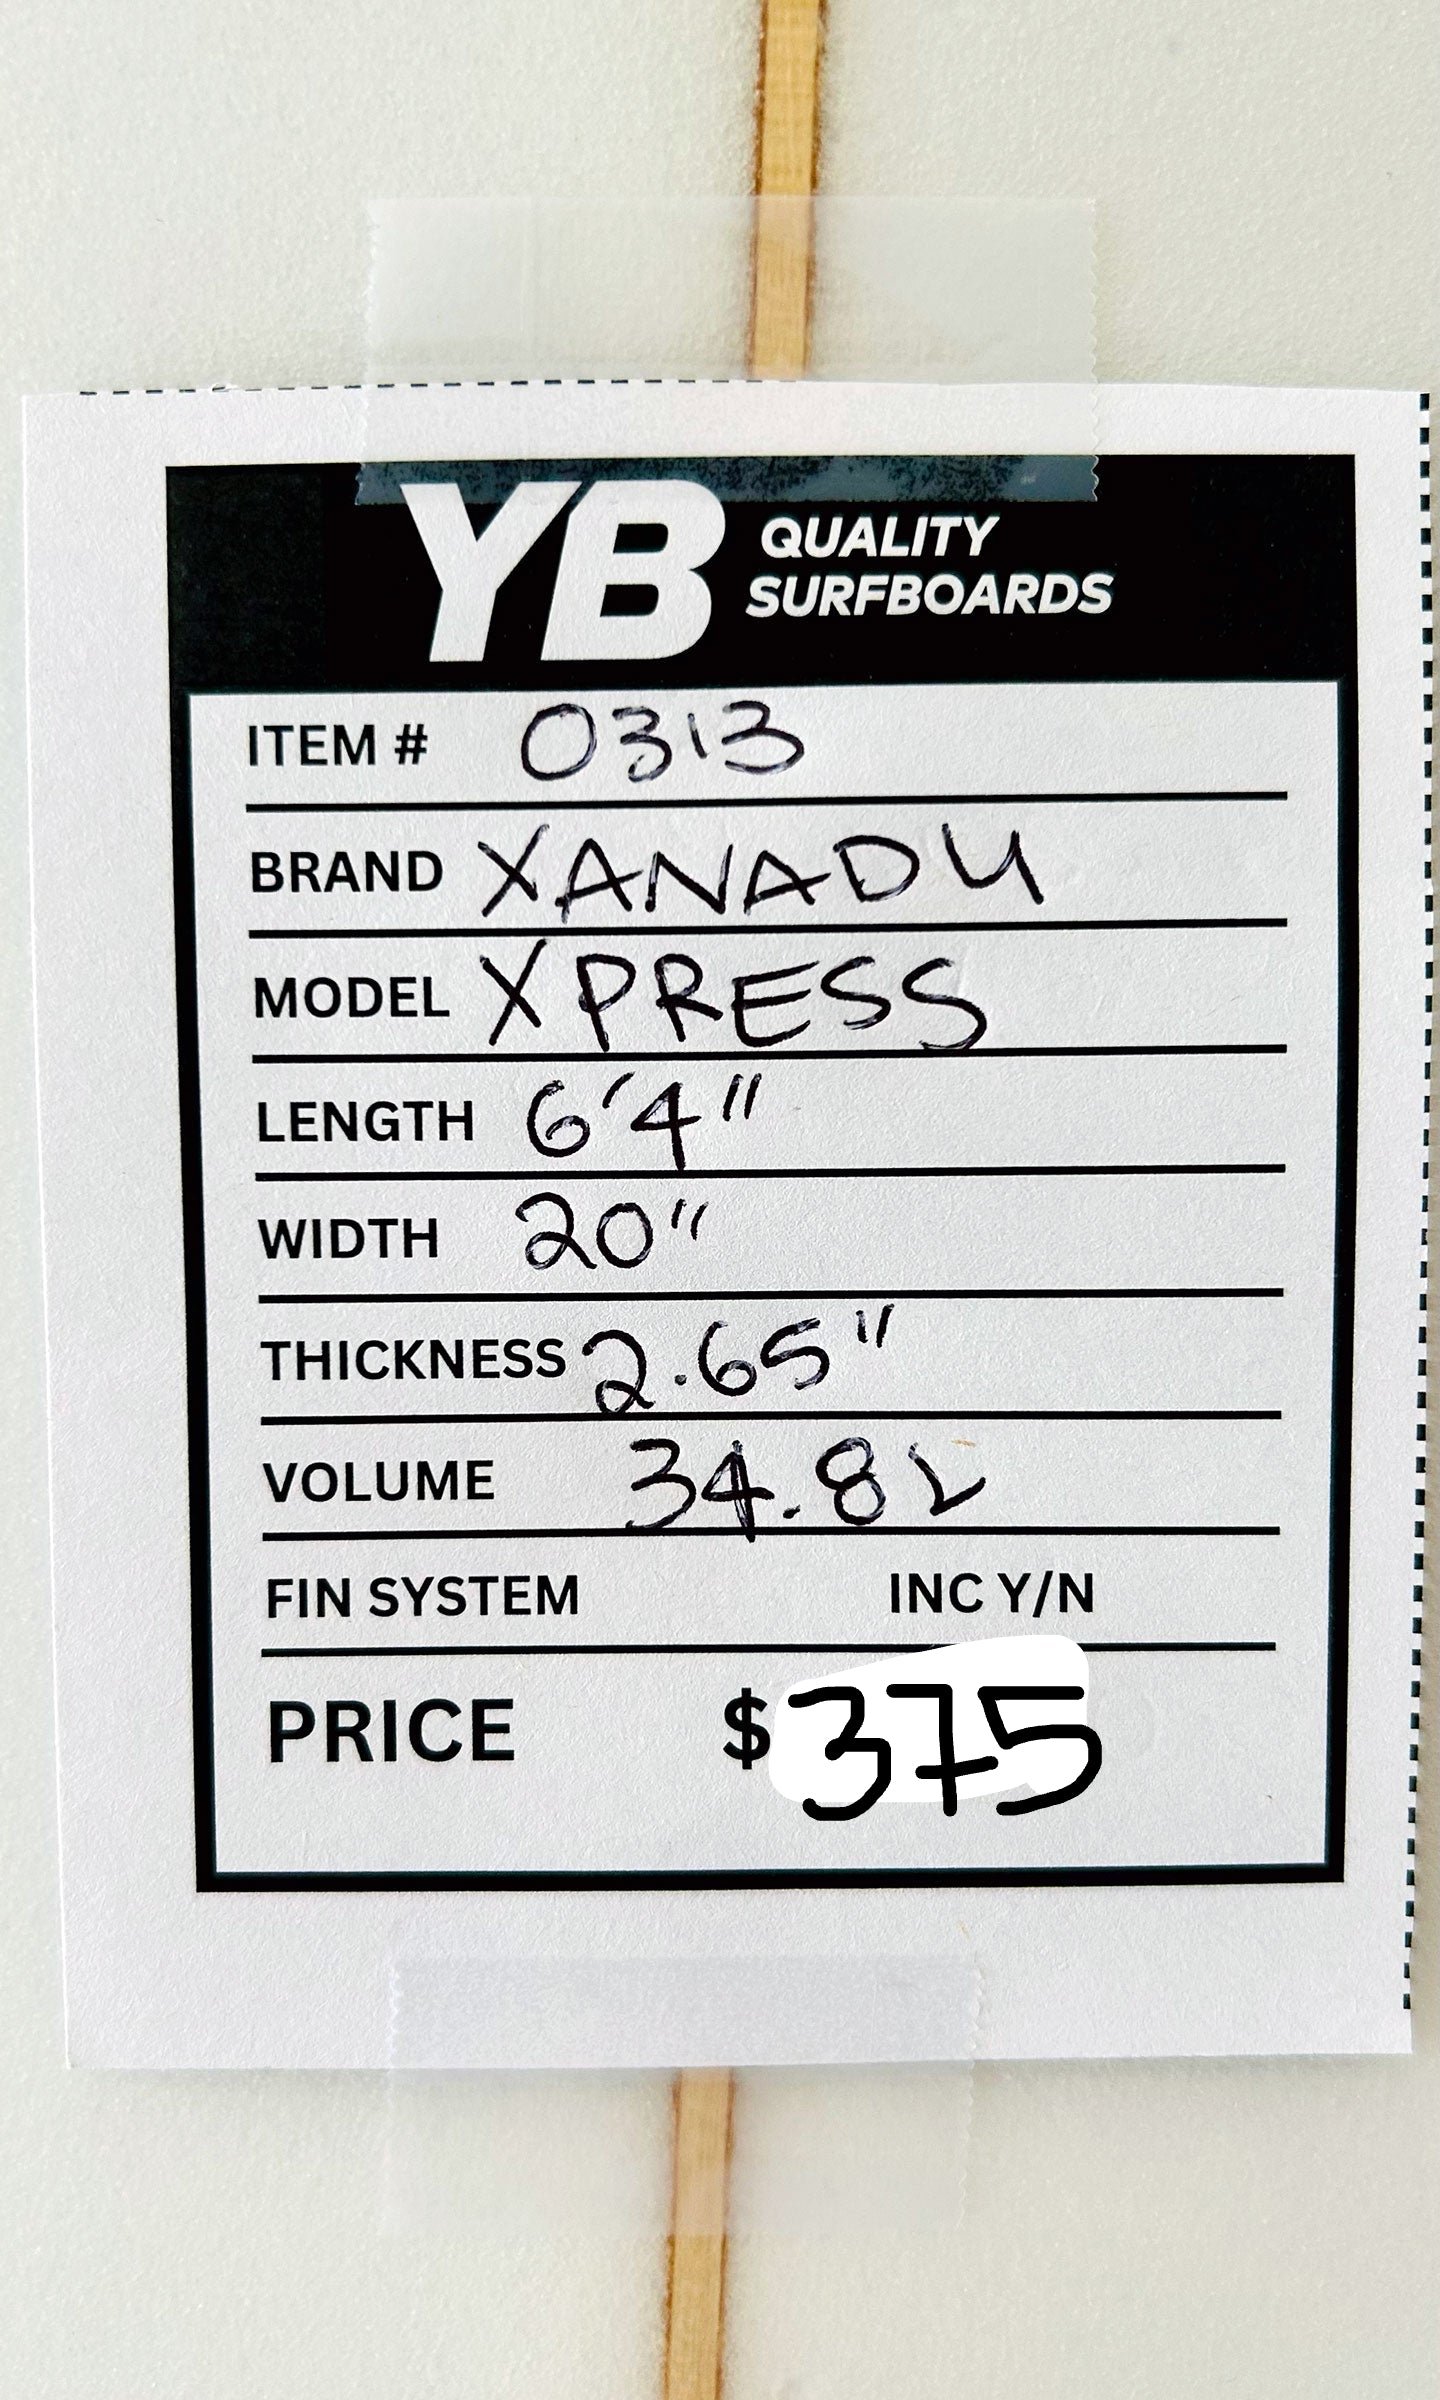 YB QUALITY
SURFBOARDS
ITEM # 0313
BRAND XANADU
MODEL XPRESS
LENGTH 6'4"
WIDTH 20"
THICKNESS 2.65"
VOLUME 34.8L
FIN SYSTEM INC Y/N
PRICE $375